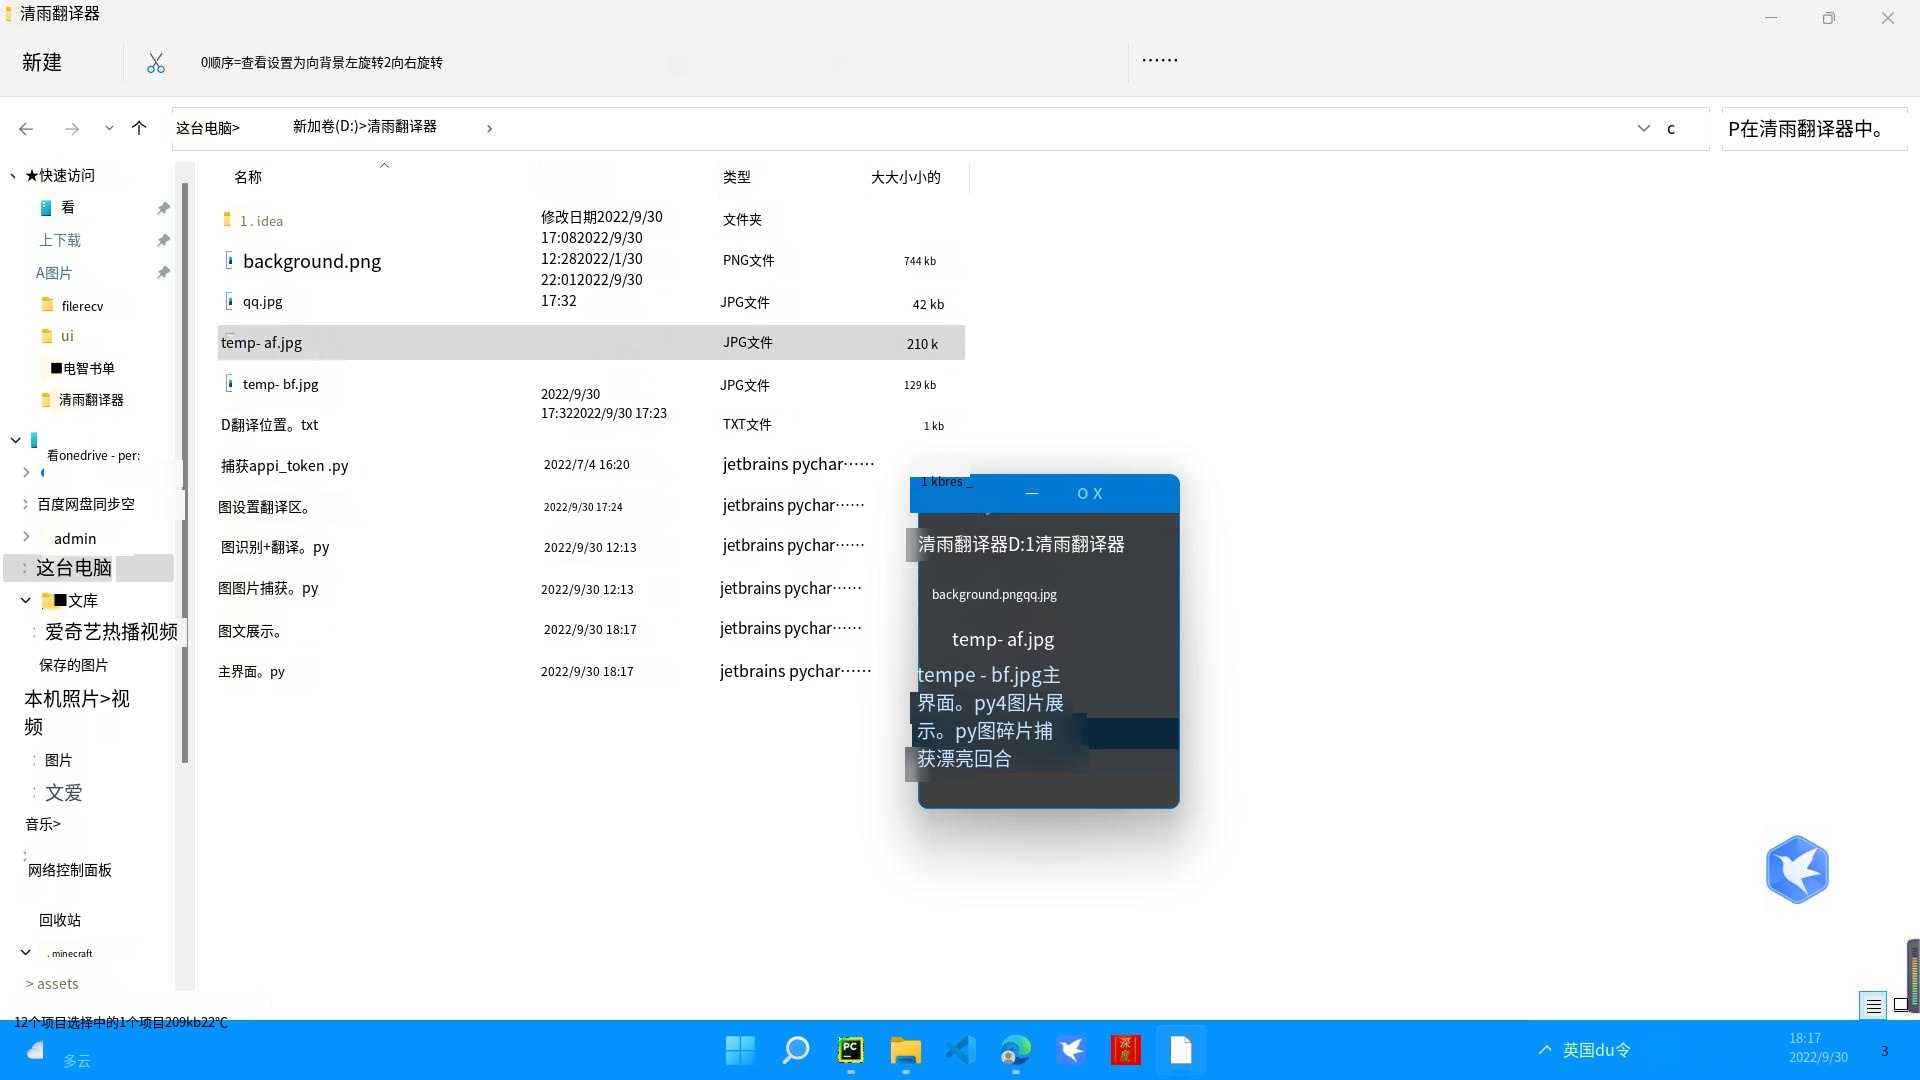 清雨翻译器
新建
0顺序=查看设置为向背景左旋转2向右旋转
······
这台电脑>
新加卷(D:)>清雨翻译器
c
P在清雨翻译器中。
★快速访问
看
上下载
A图片
filerecv
ui
■电智书单
清雨翻译器
看onedrive - per:
百度网盘同步空
admin
这台电脑
■文库
爱奇艺热播视频
保存的图片
本机照片>视
频
图片
文爱
音乐>
网络控制面板
回收站
. minecraft
> assets
名称
类型
大大小小的
1 . idea
修改日期2022/9/30
文件夹
17:082022/9/30
background.png
12:282022/1/30
PNG文件
744 kb
22:012022/9/30
qq.jpg
17:32
JPG文件
42 kb
temp- af.jpg
JPG文件
210 k
temp- bf.jpg
JPG文件
129 kb
2022/9/30
17:322022/9/30 17:23
D翻译位置。txt
TXT文件
1 kb
捕获appi_token .py
2022/7/4 16:20
jetbrains pychar······
图设置翻译区。
2022/9/30 17:24
jetbrains pychar······
图识别+翻译。py
2022/9/30 12:13
jetbrains pychar······
图图片捕获。py
2022/9/30 12:13
jetbrains pychar······
图文展示。
2022/9/30 18:17
jetbrains pychar······
主界面。py
2022/9/30 18:17
jetbrains pychar······
1 kbres _
O X
清雨翻译器D:1清雨翻译器
background.pngqq.jpg
temp- af.jpg
tempe - bf.jpg主
界面。py4图片展
示。py图碎片捕
获漂亮回合
12个项目选择中的1个项目209kb22℃
多云
PC
深度
英国du令
18:17
2022/9/30
3